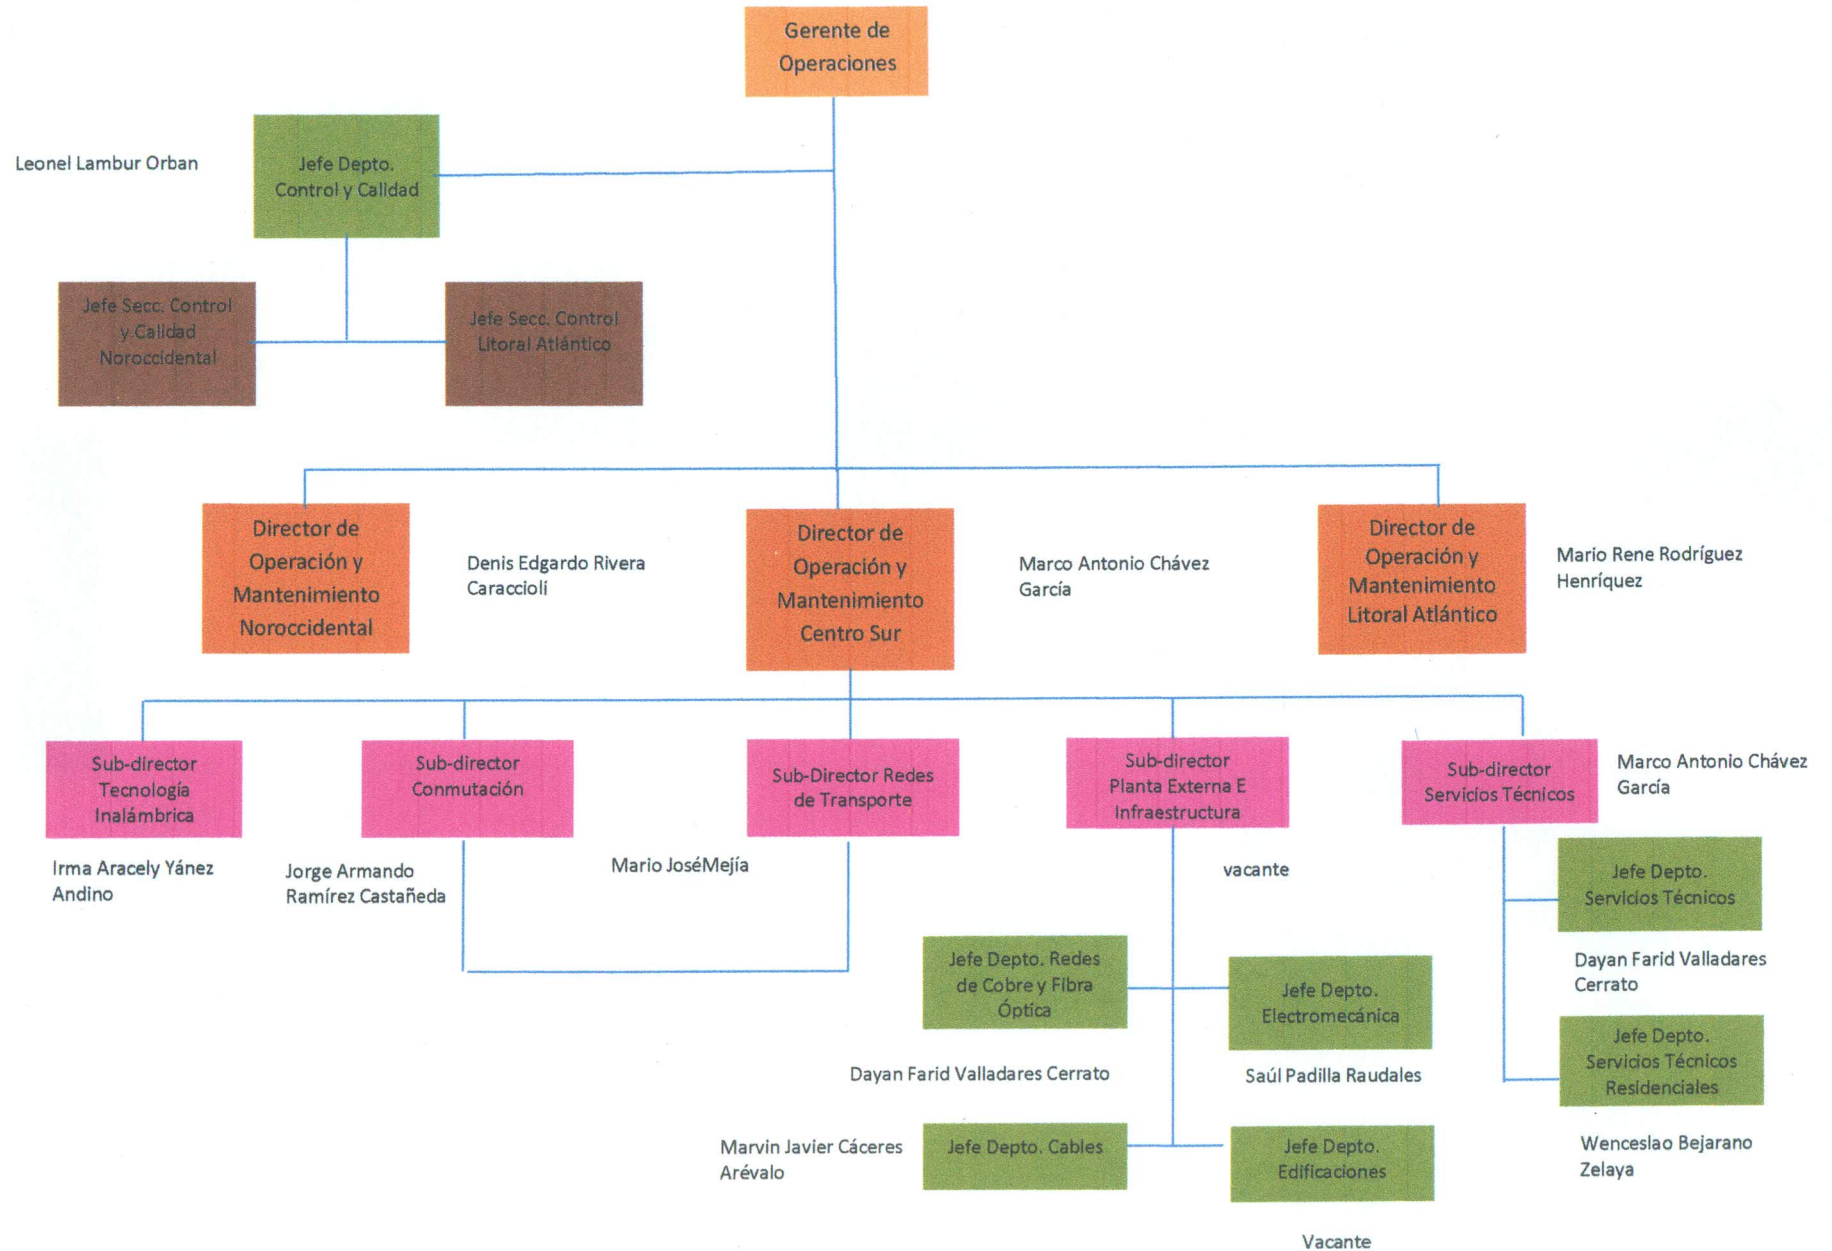 Gerente de
Operaciones
Leonel Lambur Orban
Jefe Depto.
Control y Calidad
Jefe Secc. Control
y Calidad
Noroccidental
Jefe Secc. Control
Litoral Atlántico
Director de
Operación y
Mantenimiento
Noroccidental
Denis Edgardo Rivera
Caraccioli
Director de
Operación y
Mantenimiento
Centro Sur
Marco Antonio Chávez
García
Director de
Operación y
Mantenimiento
Litoral Atlántico
Mario Rene Rodríguez
Henríquez
Sub-director
Tecnología
Inalámbrica
Sub-director
Conmutación
Sub-Director Redes
de Transporte
Sub-director
Planta Externa E
Infraestructura
Sub-director
Servicios Técnicos
Marco Antonio Chávez
García
Irma Aracely Yánez
Andino
Jorge Armando
Ramírez Castañeda
Mario JoséMejía
vacante
Jefe Depto.
Servicios Técnicos
Dayan Farid Valladares
Cerrato
Jefe Depto. Redes
de Cobre y Fibra
Óptica
Jefe Depto.
Electromecánica
Jefe Depto.
Servicios Técnicos
Residenciales
Dayan Farid Valladares Cerrato
Saúl Padilla Raudales
Marvin Javier Cáceres
Arévalo
Jefe Depto. Cables
Jefe Depto.
Edificaciones
Wenceslao Bejarano
Zelaya
Vacante